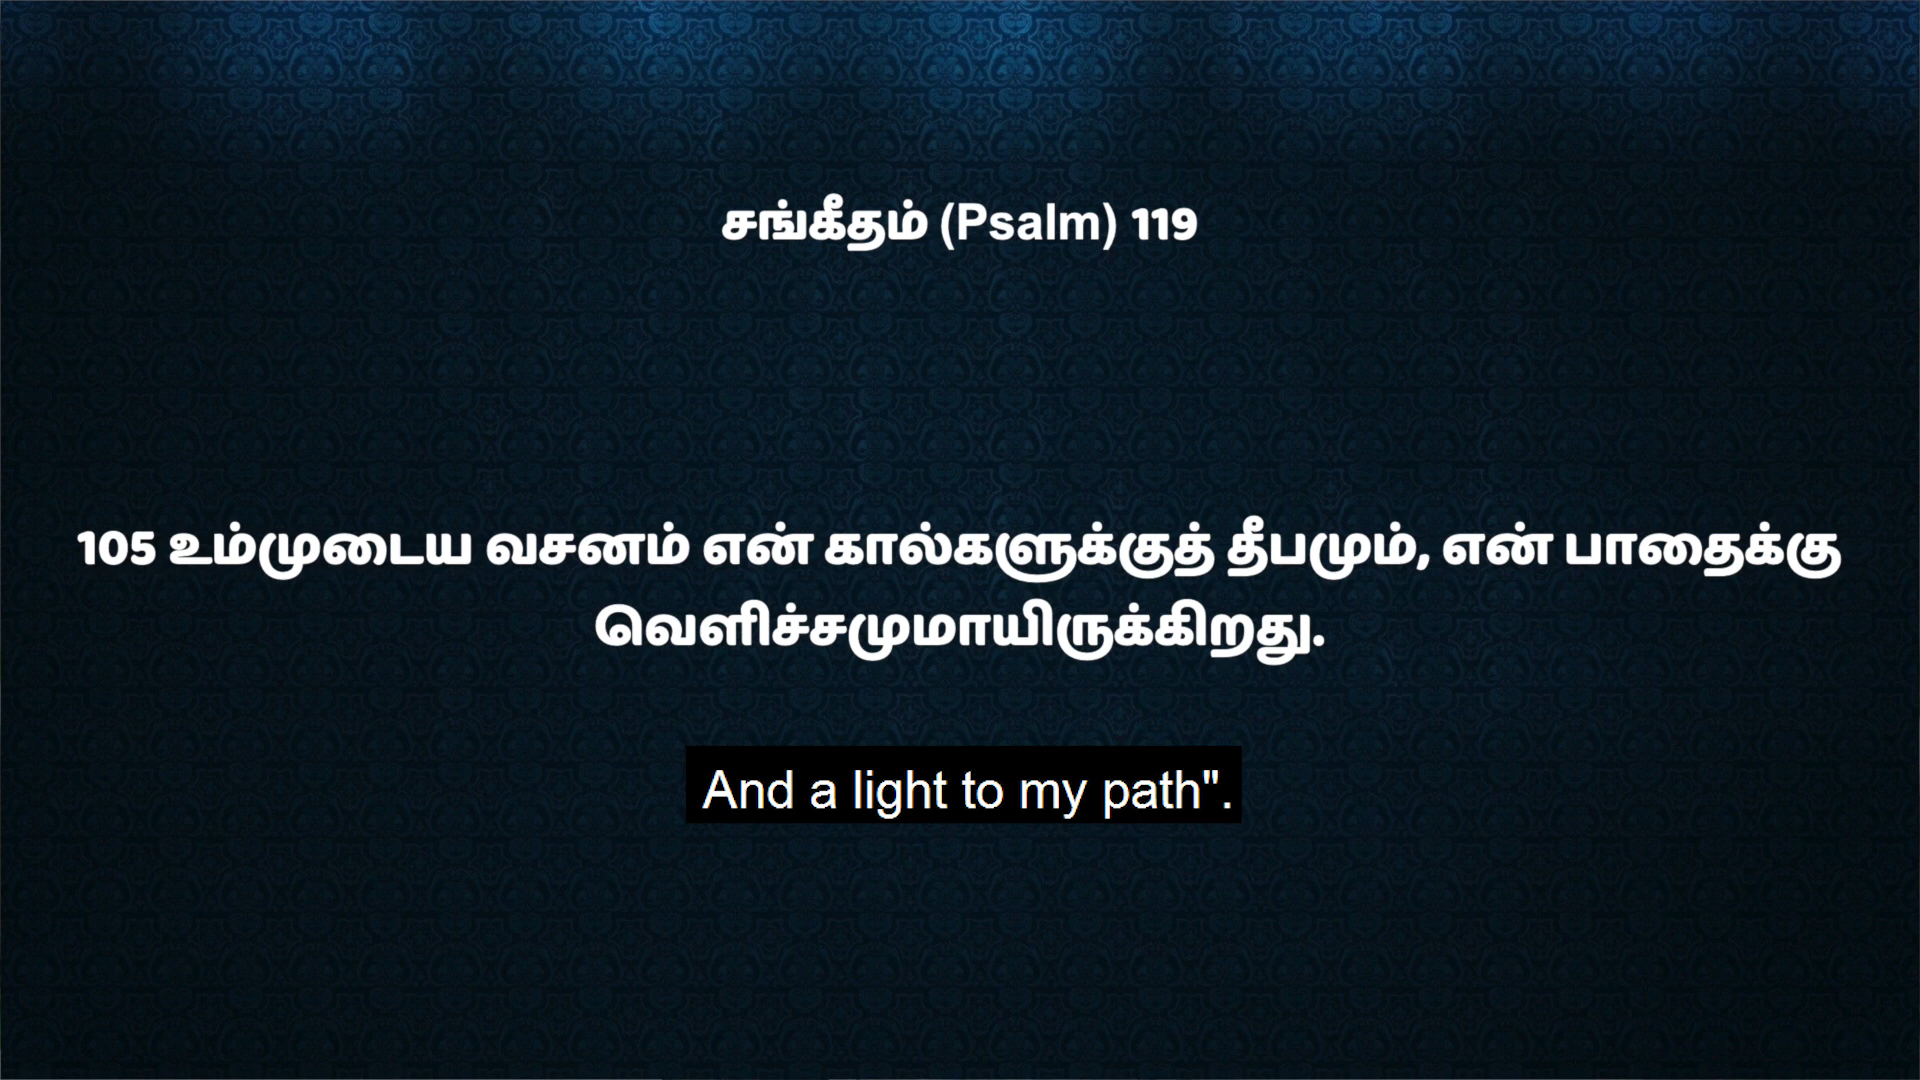 சங்கீதம் (Psalm) 119
105 உம்முடைய வசனம் என் கால்களுக்குத் தீபமும், என் பாதைக்கு
வெளிச்சமுமாயிருக்கிறது.
And a light to my path".